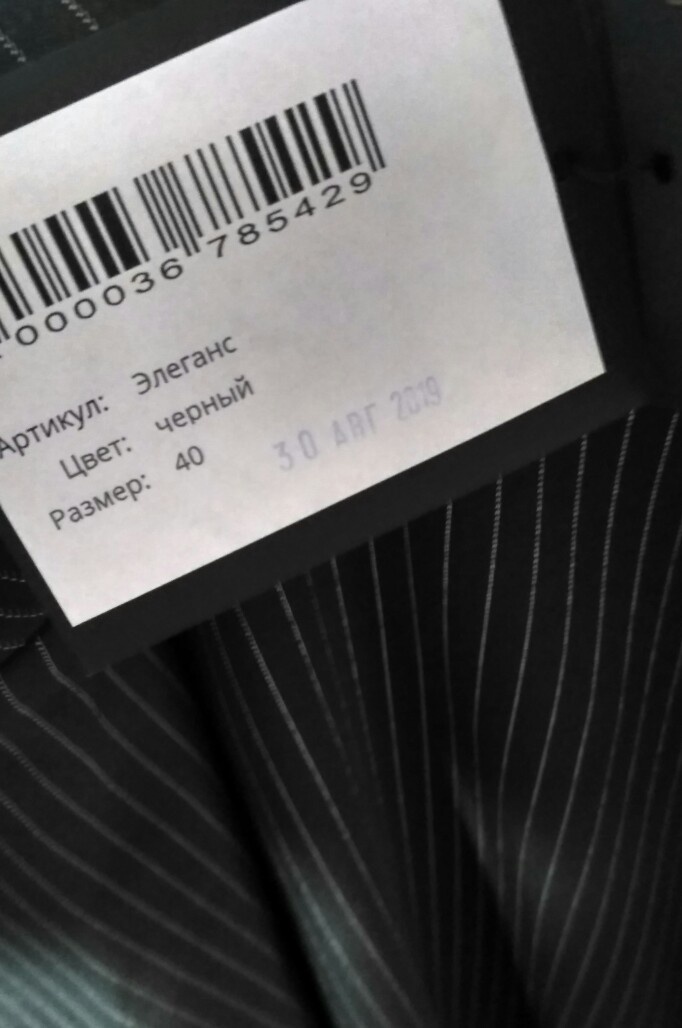 000036 785429
Артикул: Элеганс
Цвет: черный
Размер: 40
30 АВГ 2019